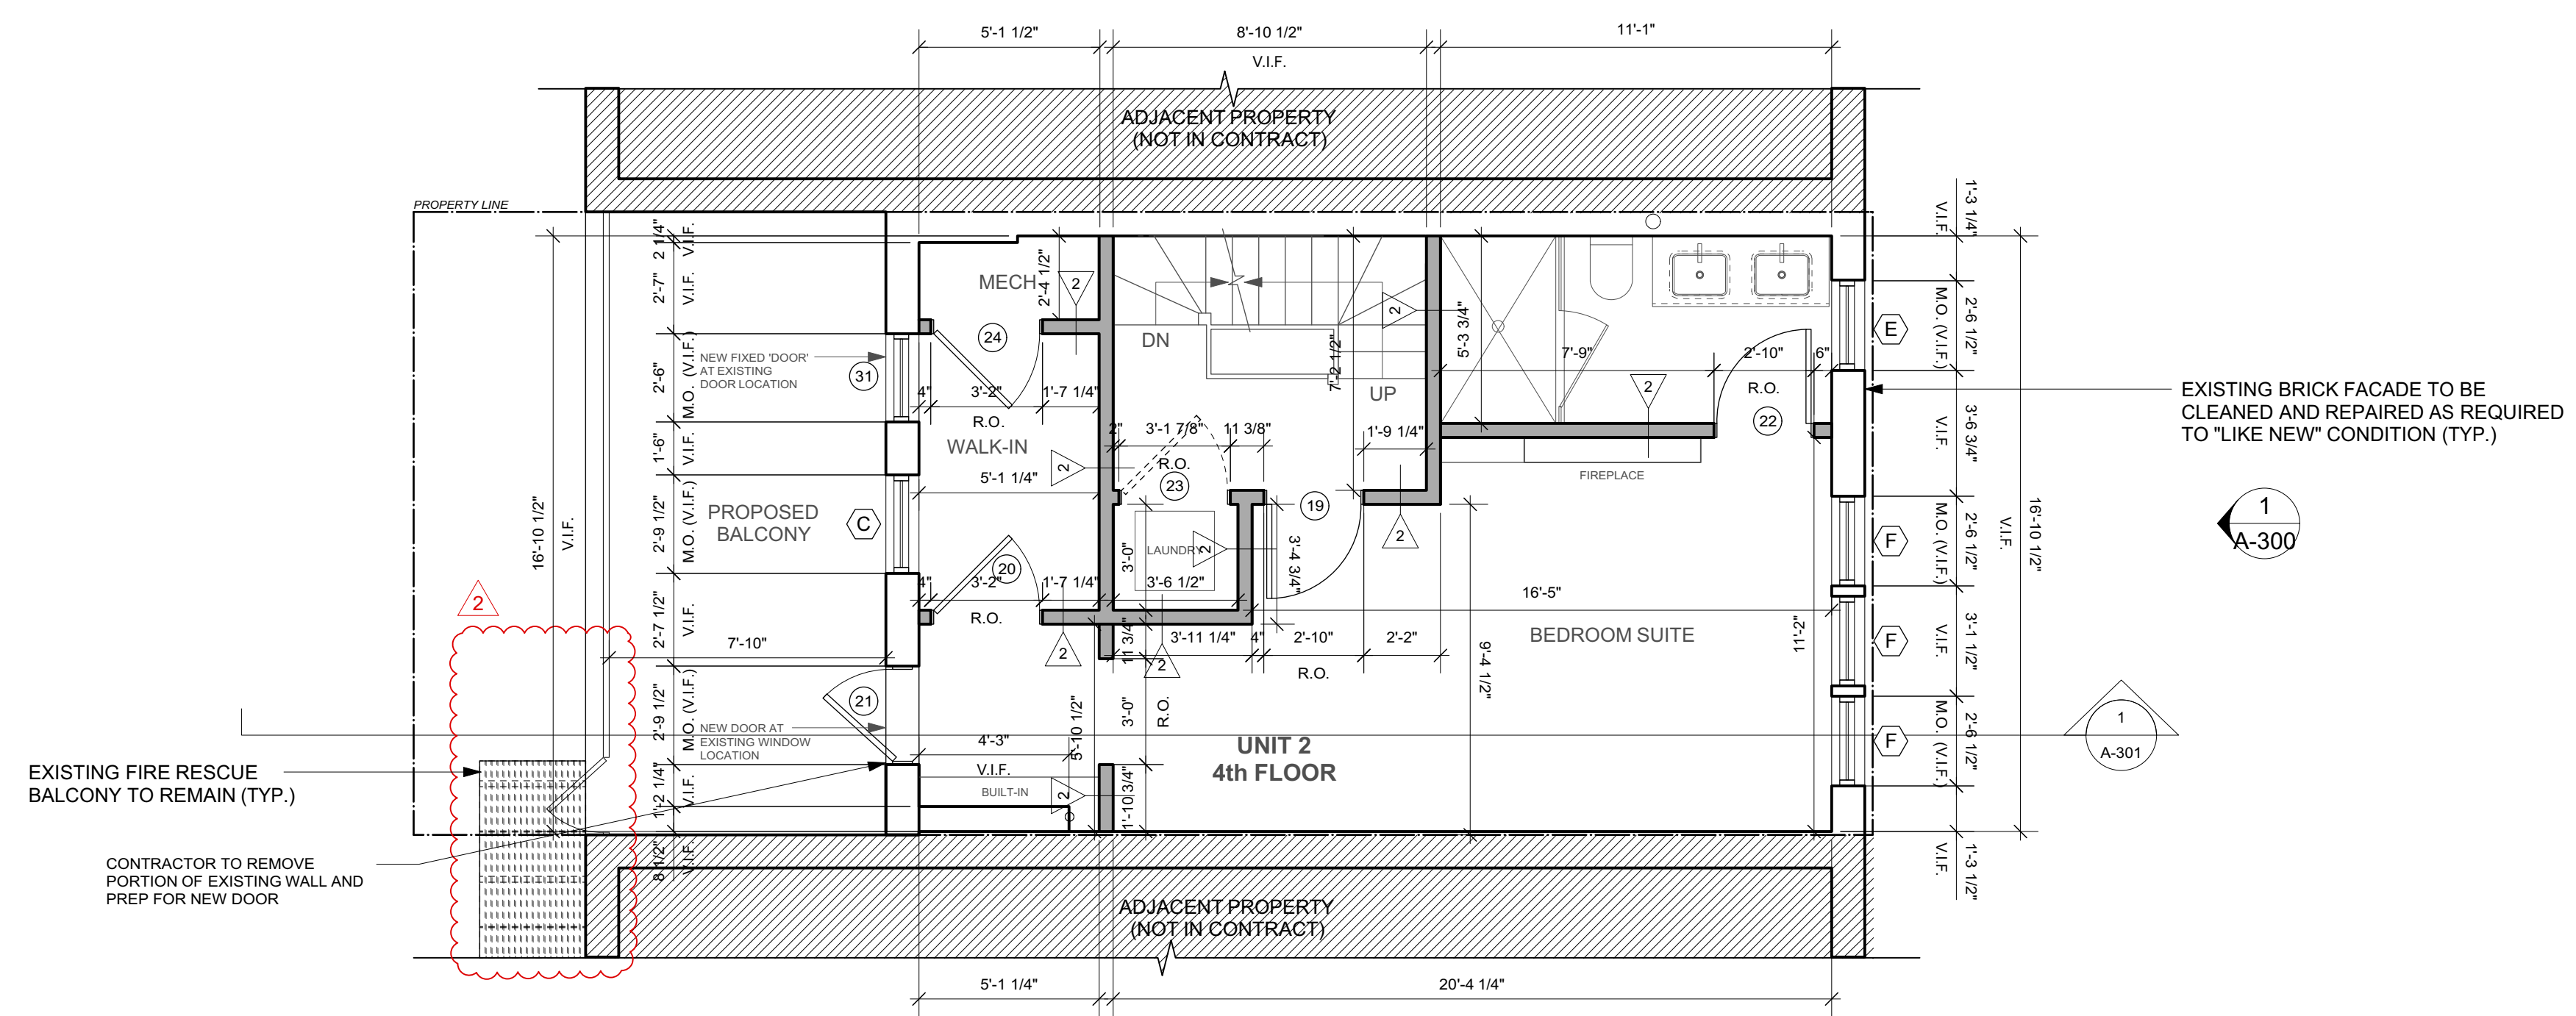 5'-1 1/2"
8'-10 1/2"
V.I.F.
11'-1"
ADJACENT PROPERTY
(NOT IN CONTRACT)
PROPERTY LINE
2 1/4"
V.I.F.
2'-7"
V.I.F.
2'-6"
M.O. (V.I.F.)
1'-6"
V.I.F.
2'-9 1/2"
M.O. (V.I.F.)
2'-7 1/2"
V.I.F.
2'-9 1/2"
M.O. (V.I.F.)
1'-2 1/4"
V.I.F.
8 1/2"
V.I.F.
16'-10 1/2"
V.I.F.
NEW FIXED 'DOOR'
AT EXISTING
DOOR LOCATION
31
PROPOSED
BALCONY
C
7'-10"
21
NEW DOOR AT
EXISTING WINDOW
LOCATION
2
EXISTING FIRE RESCUE
BALCONY TO REMAIN (TYP.)
CONTRACTOR TO REMOVE
PORTION OF EXISTING WALL AND
PREP FOR NEW DOOR
MECH
2'-4 1/2"
2
24
4"
3'-2"
1'-7 1/4"
R.O.
WALK-IN
5'-1 1/4"
2
20
4"
3'-2"
1'-7 1/4"
R.O.
2
4'-3"
V.I.F.
BUILT-IN
2
5'-10 1/2"
11 3/4"
3'-0"
R.O.
1'-10 3/4"
DN
UP
2
7'-2 1/2"
2"
3'-1 7/8"
11 3/8"
1'-9 1/4"
R.O.
23
19
LAUNDRY
2
3'-0"
3'-6 1/2"
3'-4 3/4"
2
3'-11 1/4"
4"
2'-10"
2'-2"
R.O.
2
5'-3 3/4"
7'-9"
2'-10"
6"
R.O.
22
2
FIREPLACE
16'-5"
BEDROOM SUITE
9'-4 1/2"
11'-2"
UNIT 2
4th FLOOR
E
F
F
F
1'-3 1/4"
V.I.F.
2'-6 1/2"
M.O. (V.I.F.)
3'-6 3/4"
V.I.F.
2'-6 1/2"
M.O. (V.I.F.)
3'-1 1/2"
V.I.F.
2'-6 1/2"
M.O. (V.I.F.)
1'-3 1/2"
V.I.F.
16'-10 1/2"
V.I.F.
EXISTING BRICK FACADE TO BE
CLEANED AND REPAIRED AS REQUIRED
TO "LIKE NEW" CONDITION (TYP.)
1
A-300
1
A-301
ADJACENT PROPERTY
(NOT IN CONTRACT)
5'-1 1/4"
20'-4 1/4"